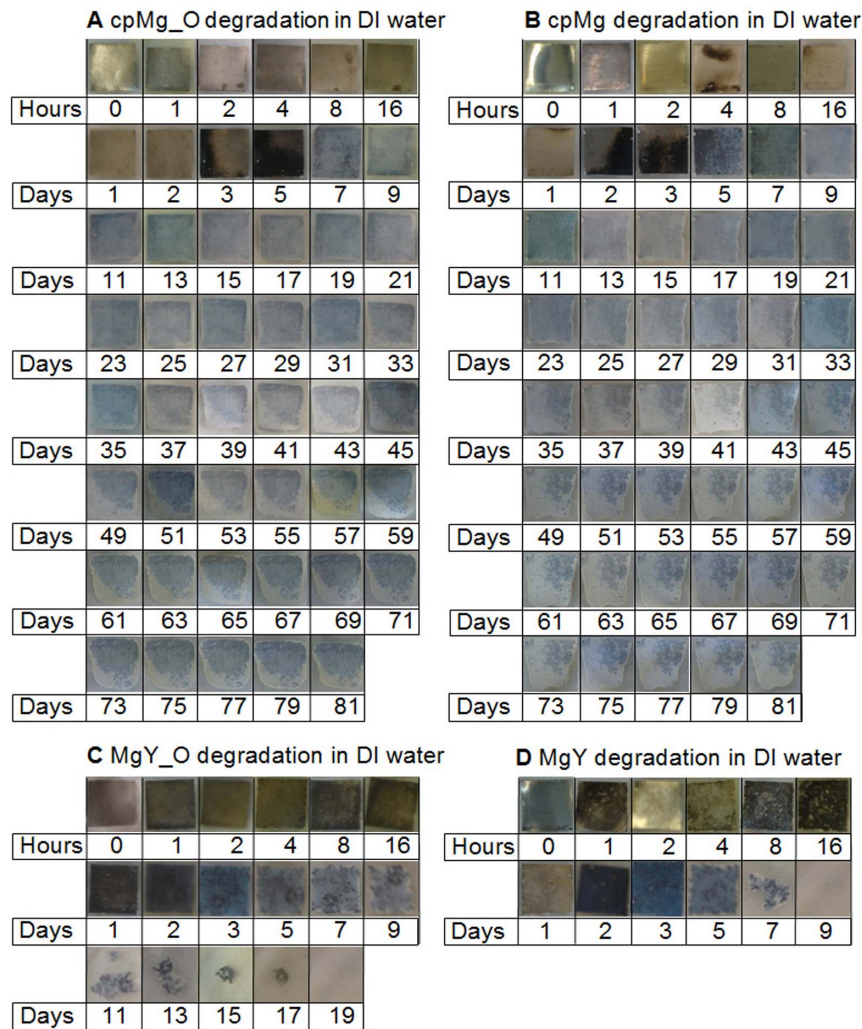 A cpMg_O degradation in DI water
Hours 0 1 2 4 8 16
Days 1 2 3 5 7 9
Days 11 13 15 17 19 21
Days 23 25 27 29 31 33
Days 35 37 39 41 43 45
Days 49 51 53 55 57 59
Days 61 63 65 67 69 71
Days 73 75 77 79 81
B cpMg degradation in DI water
Hours 0 1 2 4 8 16
Days 1 2 3 5 7 9
Days 11 13 15 17 19 21
Days 23 25 27 29 31 33
Days 35 37 39 41 43 45
Days 49 51 53 55 57 59
Days 61 63 65 67 69 71
Days 73 75 77 79 81
C MgY_O degradation in DI water
Hours 0 1 2 4 8 16
Days 1 2 3 5 7 9
Days 11 13 15 17 19
D MgY degradation in DI water
Hours 0 1 2 4 8 16
Days 1 2 3 5 7 9